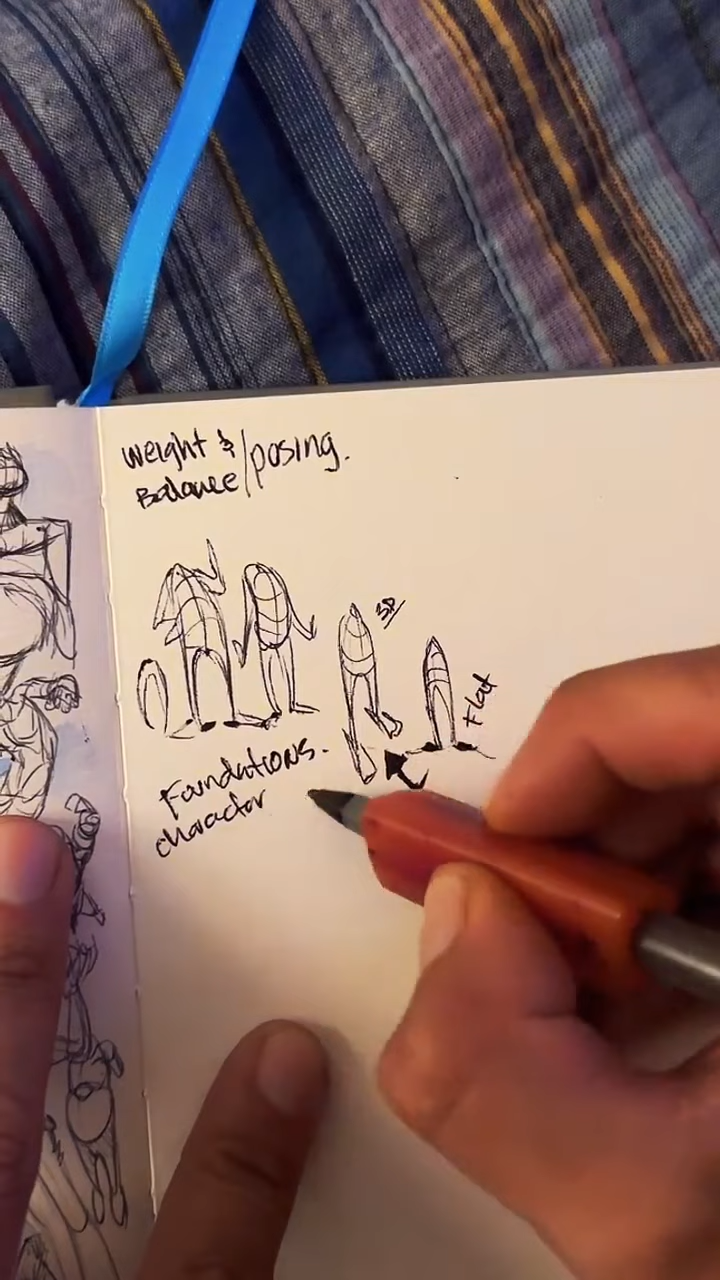 Weight &
Balance/posing.
3D
Flat
Foundations.
character